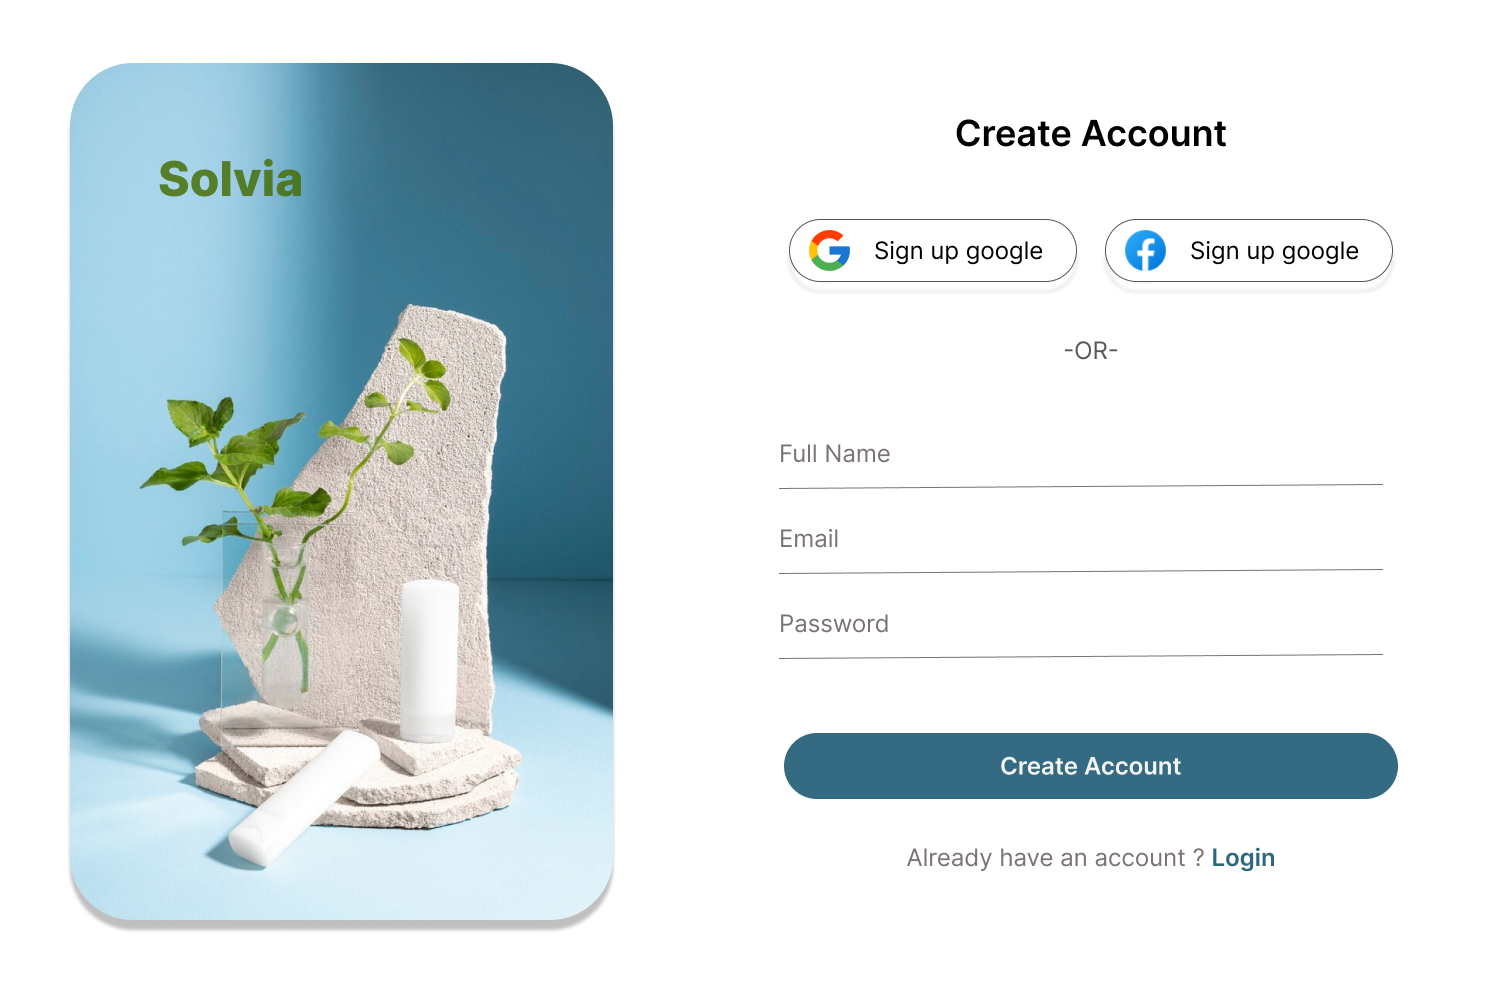 Solvia
Create Account
Sign up google
Sign up google
-OR-
Full Name
Email
Password
Create Account
Already have an account ? Login